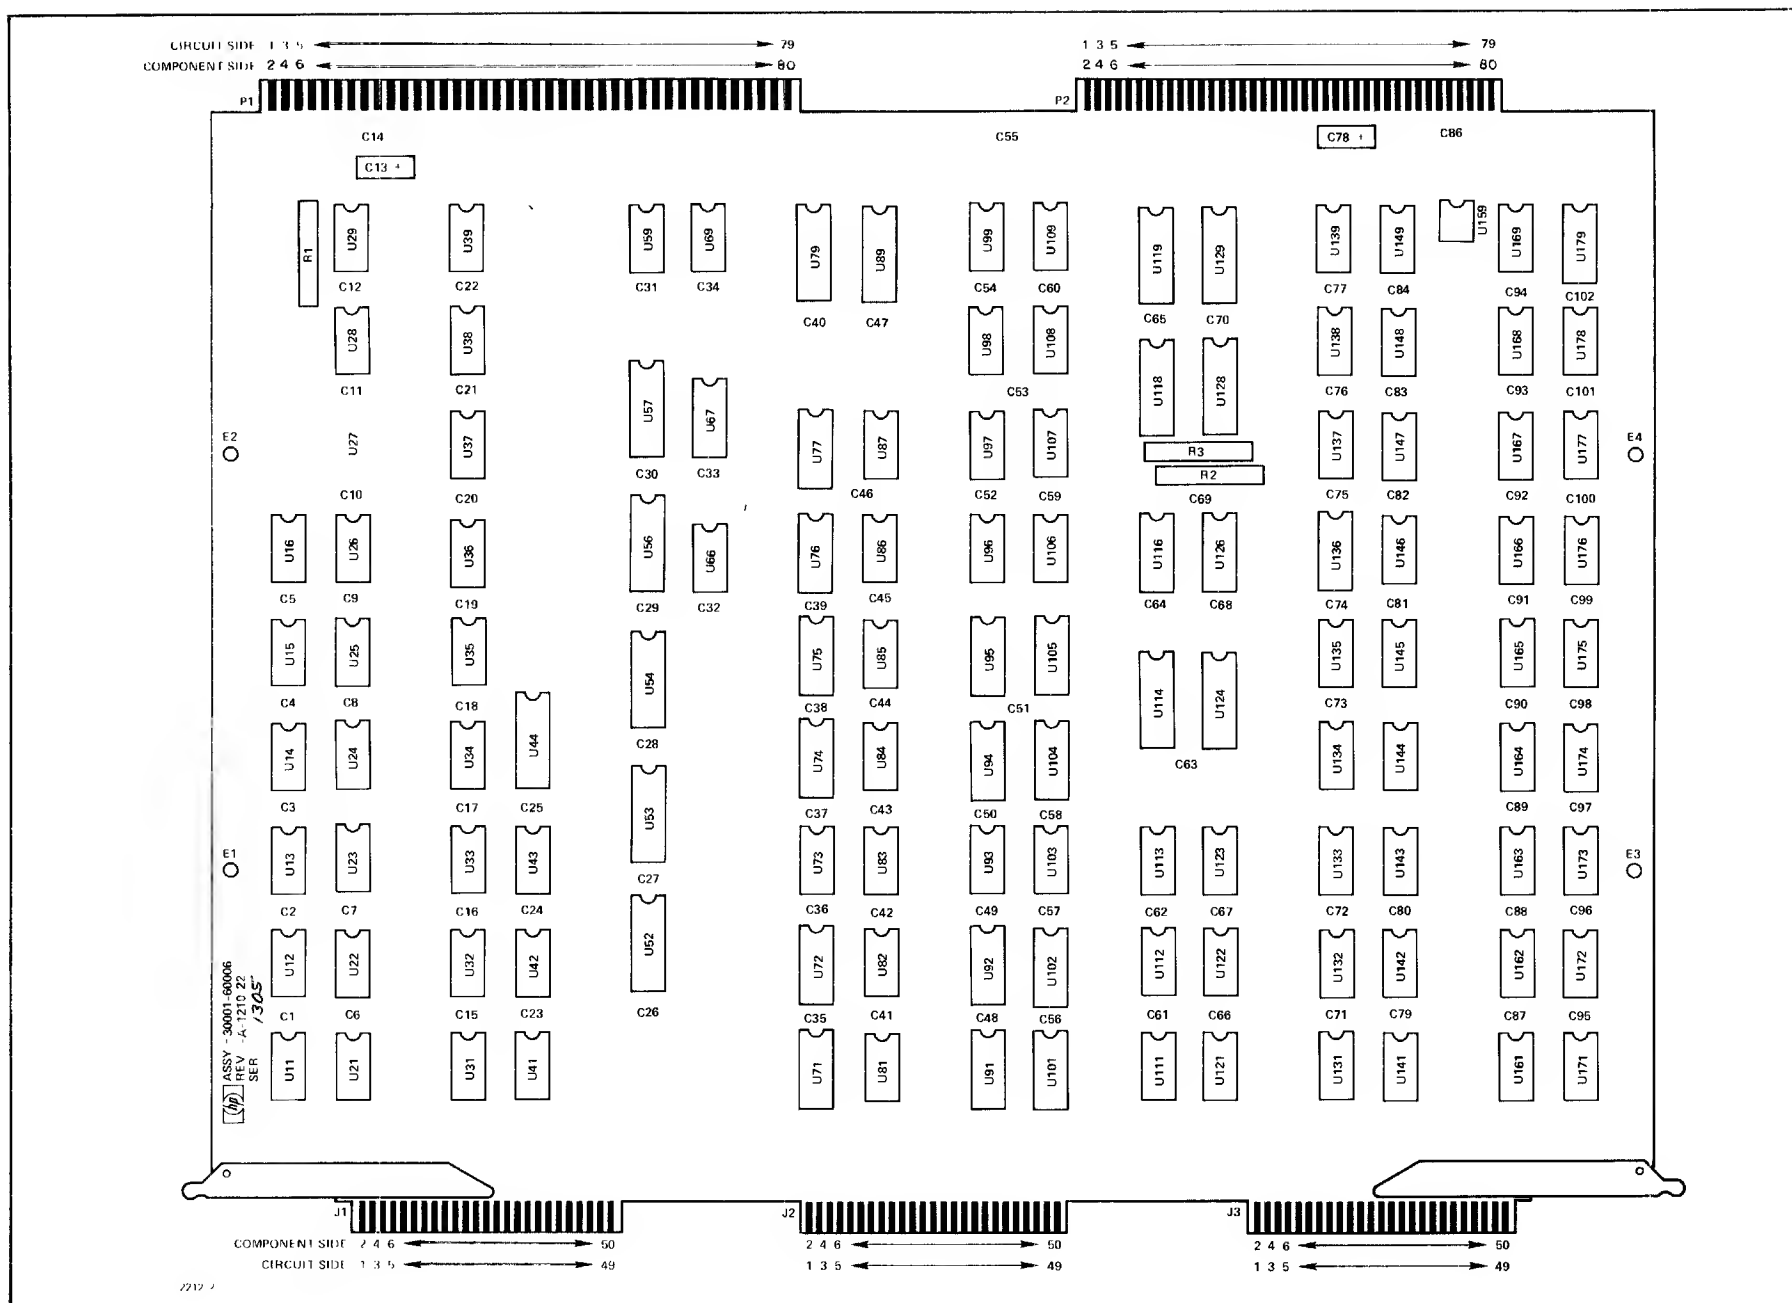 CIRCUIT SIDE 1 3 5 79 1 3 5 79
COMPONENT SIDE 2 4 6 80 2 4 6 80
P1 P2
C14 C55 C78 + C86
C13 +
R1 U29 U39 U59 U69 U79 U89 U99 U109 U119 U129 U139 U149 U159 U169 U179
C12 C22 C31 C34 C54 C60 C77 C84 C94 C102
C40 C47 C65 C70
U28 U38 U98 U108 U118 U128 U138 U148 U168 U178
C11 C21 C53 C76 C83 C93 C101
U57 U67
E2 U27 U37 U77 U87 U97 U107 R3 U137 U147 U167 U177 E4
R2
C30 C33
C10 C20 C46 C52 C59 C69 C75 C82 C92 C100
U16 U26 U36 U56 U66 U76 U86 U96 U106 U116 U126 U136 U146 U166 U176
C5 C9 C19 C29 C32 C39 C45 C64 C68 C74 C81 C91 C99
U15 U25 U35 U54 U75 U85 U95 U105 U114 U124 U135 U145 U165 U175
C4 C8 C18 C38 C44 C51 C73 C90 C98
C28
U14 U24 U34 U44 U74 U84 U94 U104 U134 U144 U164 U174
C63
C3 C17 C25 C37 C43 C50 C58 C89 C97
E1 U13 U23 U33 U43 U53 U73 U83 U93 U103 U113 U123 U133 U143 U163 U173 E3
C27
C2 C7 C16 C24 C36 C42 C49 C57 C62 C67 C72 C80 C88 C96
U12 U22 U32 U42 U52 U72 U82 U92 U102 U112 U122 U132 U142 U162 U172
C1 C6 C15 C23 C26 C35 C41 C48 C56 C61 C66 C71 C79 C87 C95
U11 U21 U31 U41 U71 U81 U91 U101 U111 U121 U131 U141 U161 U171
hp ASSY - 30001-60006
REV - A-1210 22
SER 1305
J1 J2 J3
COMPONENT SIDE 2 4 6 50 2 4 6 50 2 4 6 50
CIRCUIT SIDE 1 3 5 49 1 3 5 49 1 3 5 49